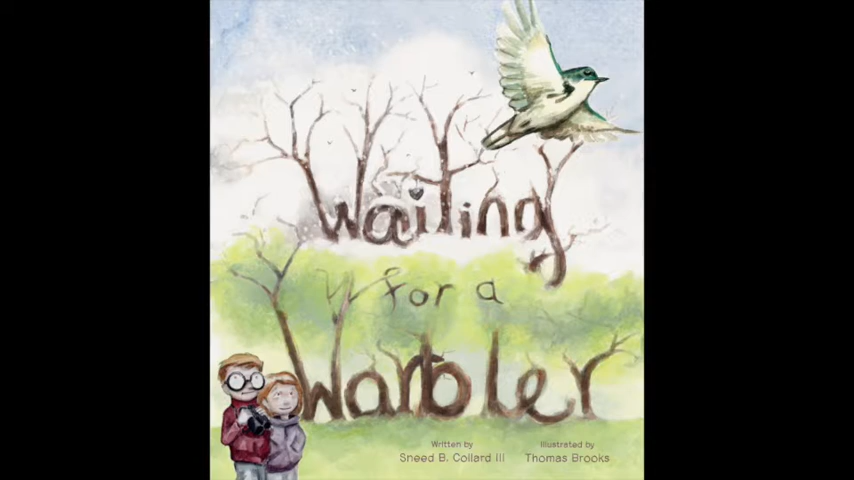 Waiting
for a
Warbler
Written by
Sneed B. Collard III
Illustrated by
Thomas Brooks